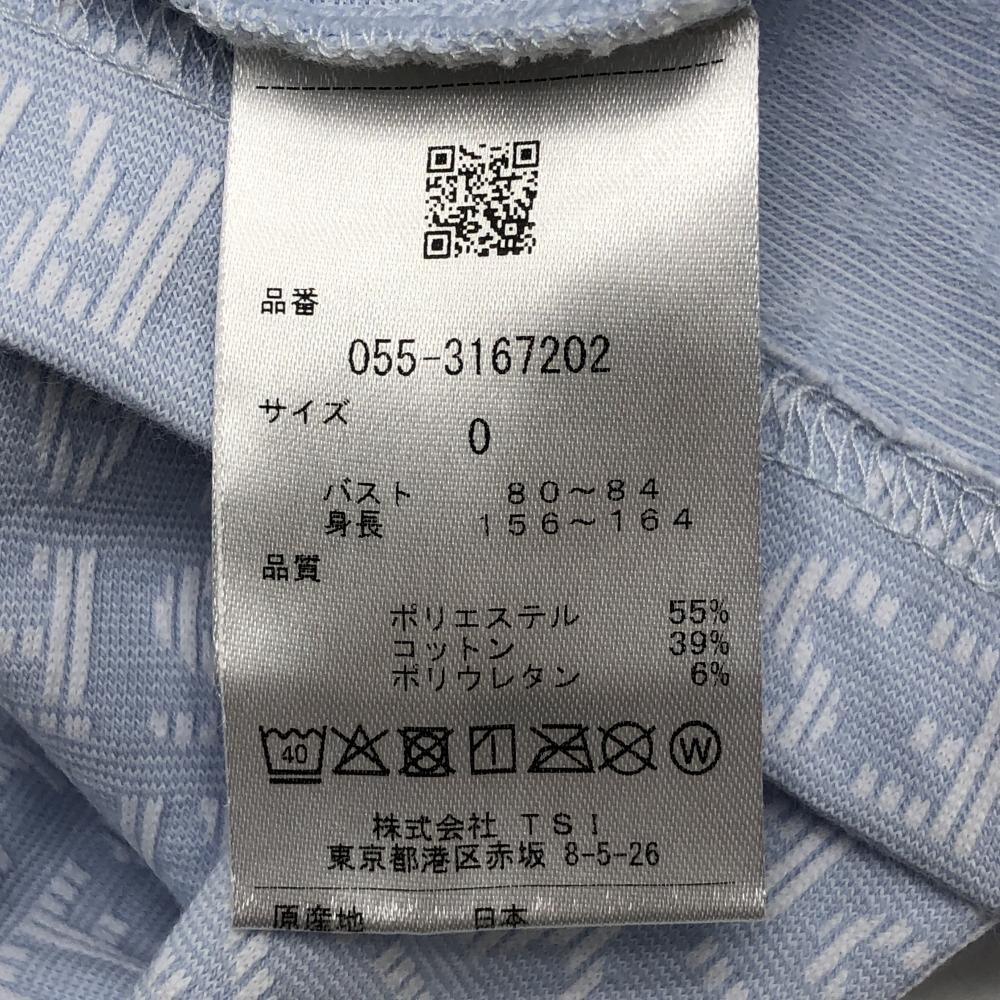 品番
055-3167202
サイズ
0
バスト 80～84
身長 156～164
品質
ポリエステル 55%
コットン 39%
ポリウレタン 6%
40 W
株式会社 TSI
東京都港区赤坂 8-5-26
原産地 日本